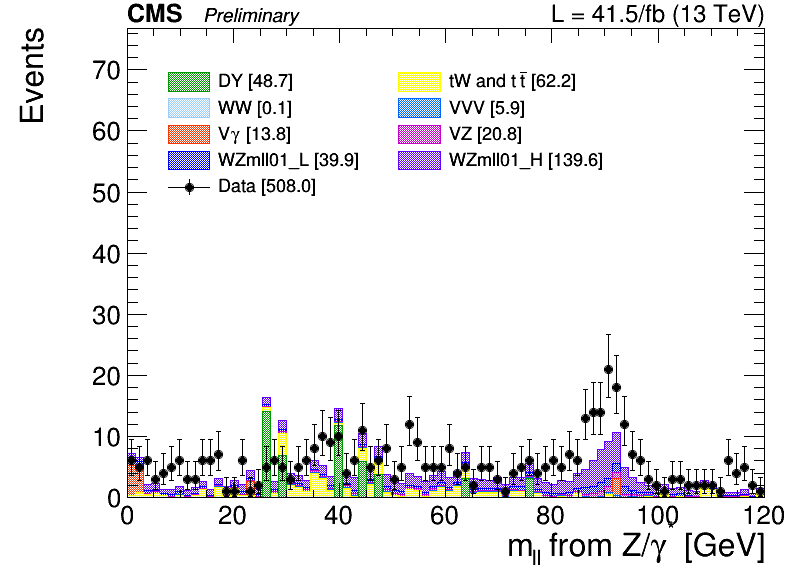 CMS Preliminary L = 41.5/fb (13 TeV)
Events
70
60
50
40
30
20
10
0
DY [48.7]
tW and tt̄ [62.2]
WW [0.1]
VVV [5.9]
Vγ [13.8]
VZ [20.8]
WZmll01_L [39.9]
WZmll01_H [139.6]
Data [508.0]
0 20 40 60 80 100 120
m_ll from Z/γ* [GeV]